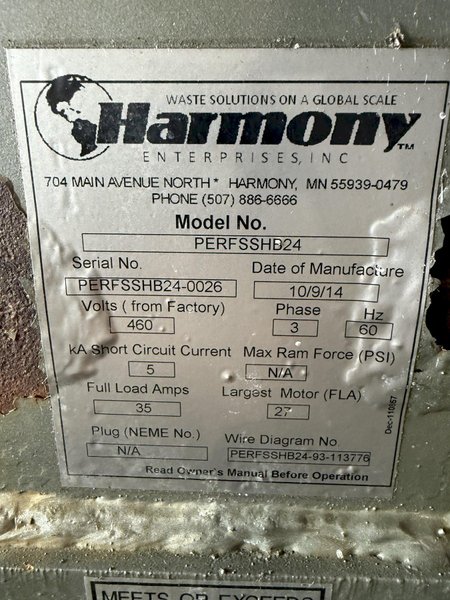 WASTE SOLUTIONS ON A GLOBAL SCALE
Harmony TM
ENTERPRISES, INC
704 MAIN AVENUE NORTH * HARMONY, MN 55939-0479
PHONE (507) 886-6666
Model No.
PERFSSHB24
Serial No. Date of Manufacture
PERFSSHB24-0026 10/9/14
Volts ( from Factory) Phase Hz
460 3 60
kA Short Circuit Current Max Ram Force (PSI)
5 N/A
Full Load Amps Largest Motor (FLA)
35 27
Plug (NEME No.) Wire Diagram No.
N/A PERFSSHB24-93-113776
Read Owner's Manual Before Operation
MEETS OR EXCEEDS